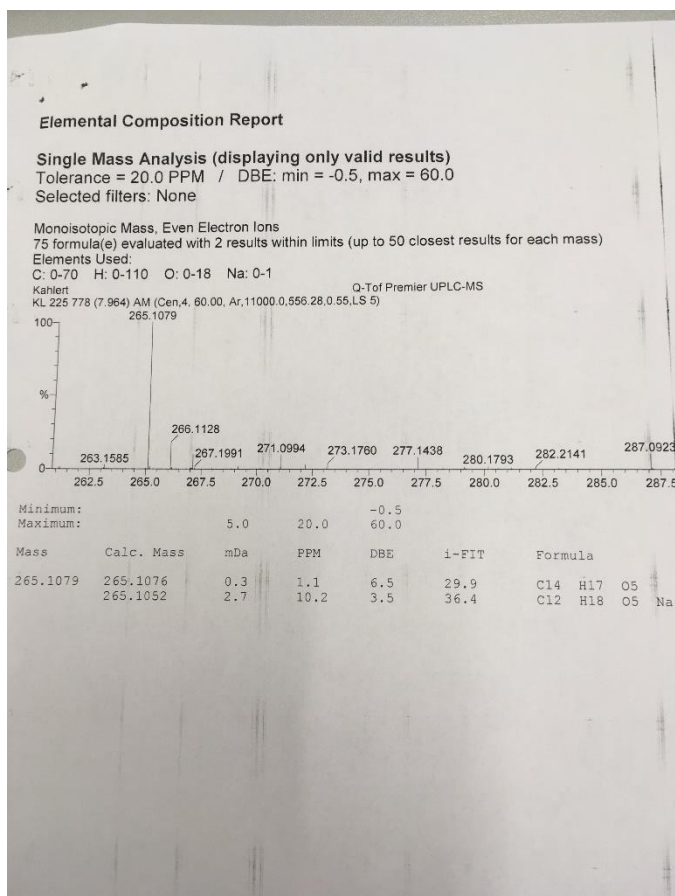 Elemental Composition Report
Single Mass Analysis (displaying only valid results)
Tolerance = 20.0 PPM / DBE: min = -0.5, max = 60.0
Selected filters: None
Monoisotopic Mass, Even Electron Ions
75 formula(e) evaluated with 2 results within limits (up to 50 closest results for each mass)
Elements Used:
C: 0-70 H: 0-110 O: 0-18 Na: 0-1
Kahlert Q-Tof Premier UPLC-MS
KL 225 778 (7.964) AM (Cen,4, 60.00, Ar,11000.0,556.28,0.55,LS 5)
265.1079
100
%
266.1128
263.1585 267.1991 271.0994 273.1760 277.1438 280.1793 282.2141 287.0923
0
262.5 265.0 267.5 270.0 272.5 275.0 277.5 280.0 282.5 285.0 287.5
Minimum: -0.5
Maximum: 5.0 20.0 60.0
Mass Calc. Mass mDa PPM DBE i-FIT Formula
265.1079 265.1076 0.3 1.1 6.5 29.9 C14 H17 O5
265.1052 2.7 10.2 3.5 36.4 C12 H18 O5 Na